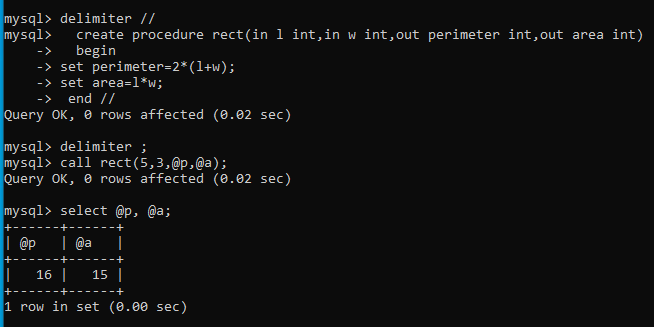 mysql> delimiter //
mysql>   create procedure rect(in l int,in w int,out perimeter int,out area int)
    ->   begin
    -> set perimeter=2*(l+w);
    -> set area=l*w;
    ->  end //
Query OK, 0 rows affected (0.02 sec)

mysql> delimiter ;
mysql> call rect(5,3,@p,@a);
Query OK, 0 rows affected (0.02 sec)

mysql> select @p, @a;
+------+------+
| @p   | @a   |
+------+------+
|   16 |   15 |
+------+------+
1 row in set (0.00 sec)